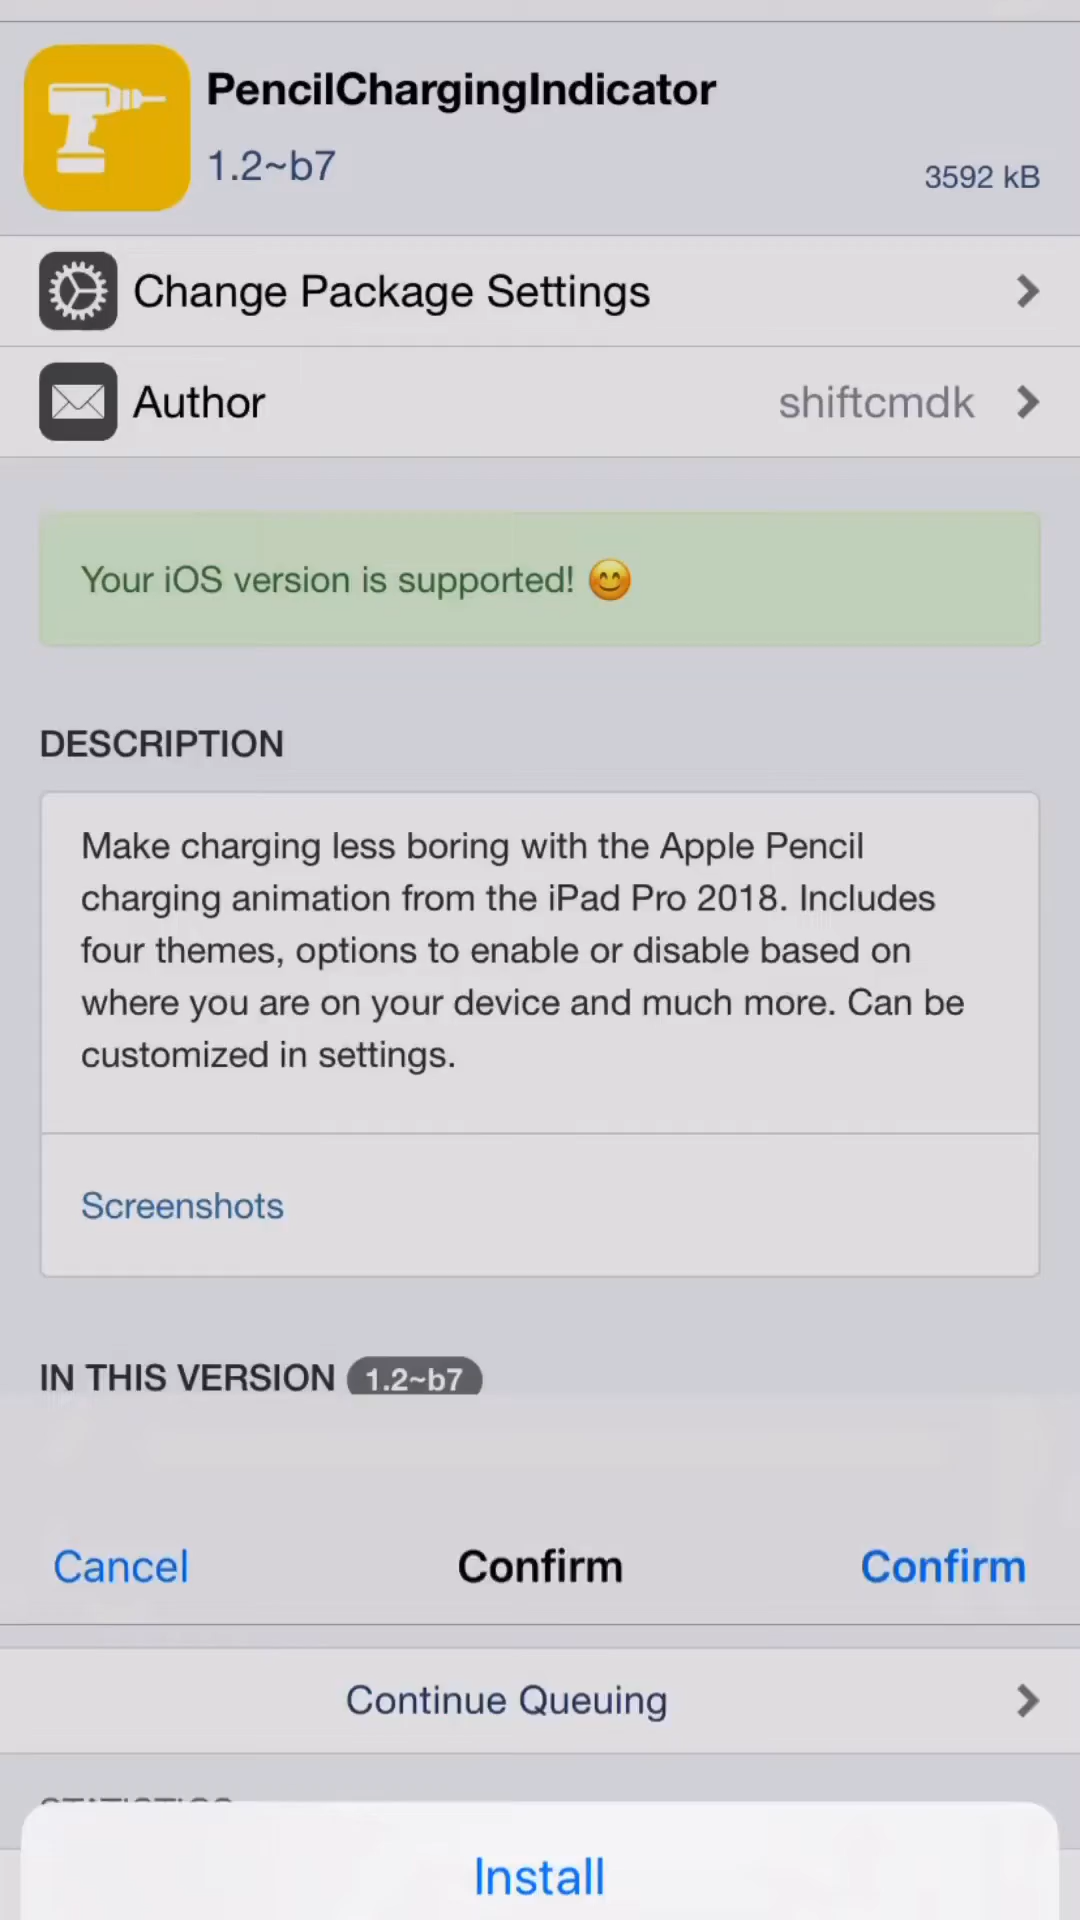 PencilChargingIndicator
1.2~b7
3592 kB
Change Package Settings
Author
shiftcmdk
Your iOS version is supported! 😊
DESCRIPTION
Make charging less boring with the Apple Pencil
charging animation from the iPad Pro 2018. Includes
four themes, options to enable or disable based on
where you are on your device and much more. Can be
customized in settings.
Screenshots
IN THIS VERSION 1.2~b7
Cancel
Confirm
Confirm
Continue Queuing
Install